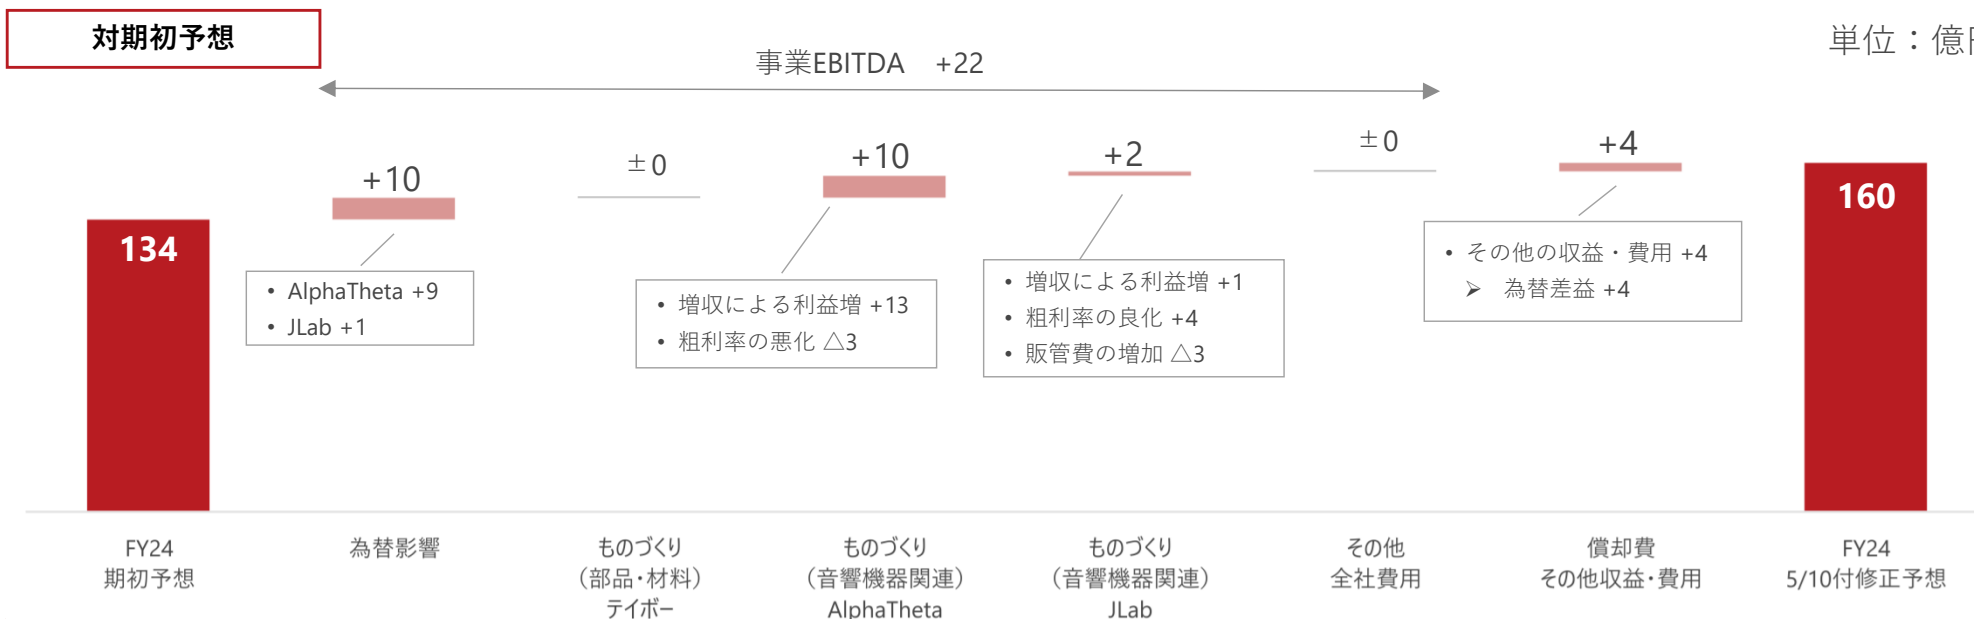 対期初予想
単位：億円
事業EBITDA +22
134
+10
• AlphaTheta +9
• JLab +1
±0
+10
• 増収による利益増 +13
• 粗利率の悪化 △3
+2
• 増収による利益増 +1
• 粗利率の良化 +4
• 販管費の増加 △3
±0
+4
• その他の収益・費用 +4
➢ 為替差益 +4
160
FY24
期初予想
為替影響
ものづくり
（部品・材料）
テイボー
ものづくり
（音響機器関連）
AlphaTheta
ものづくり
（音響機器関連）
JLab
その他
全社費用
償却費
その他収益・費用
FY24
5/10付修正予想